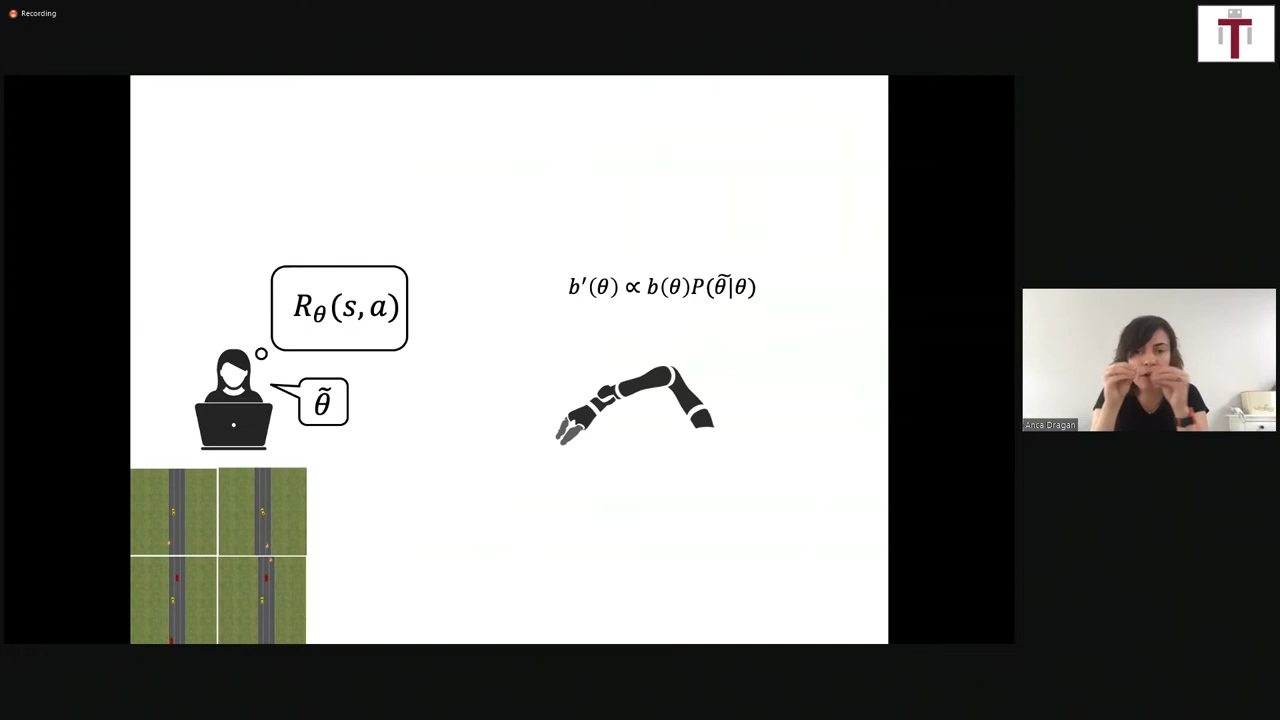 Recording
T
R_θ(s, a)
b′(θ) ∝ b(θ)P(θ̃|θ)
θ̃
Anca Dragan